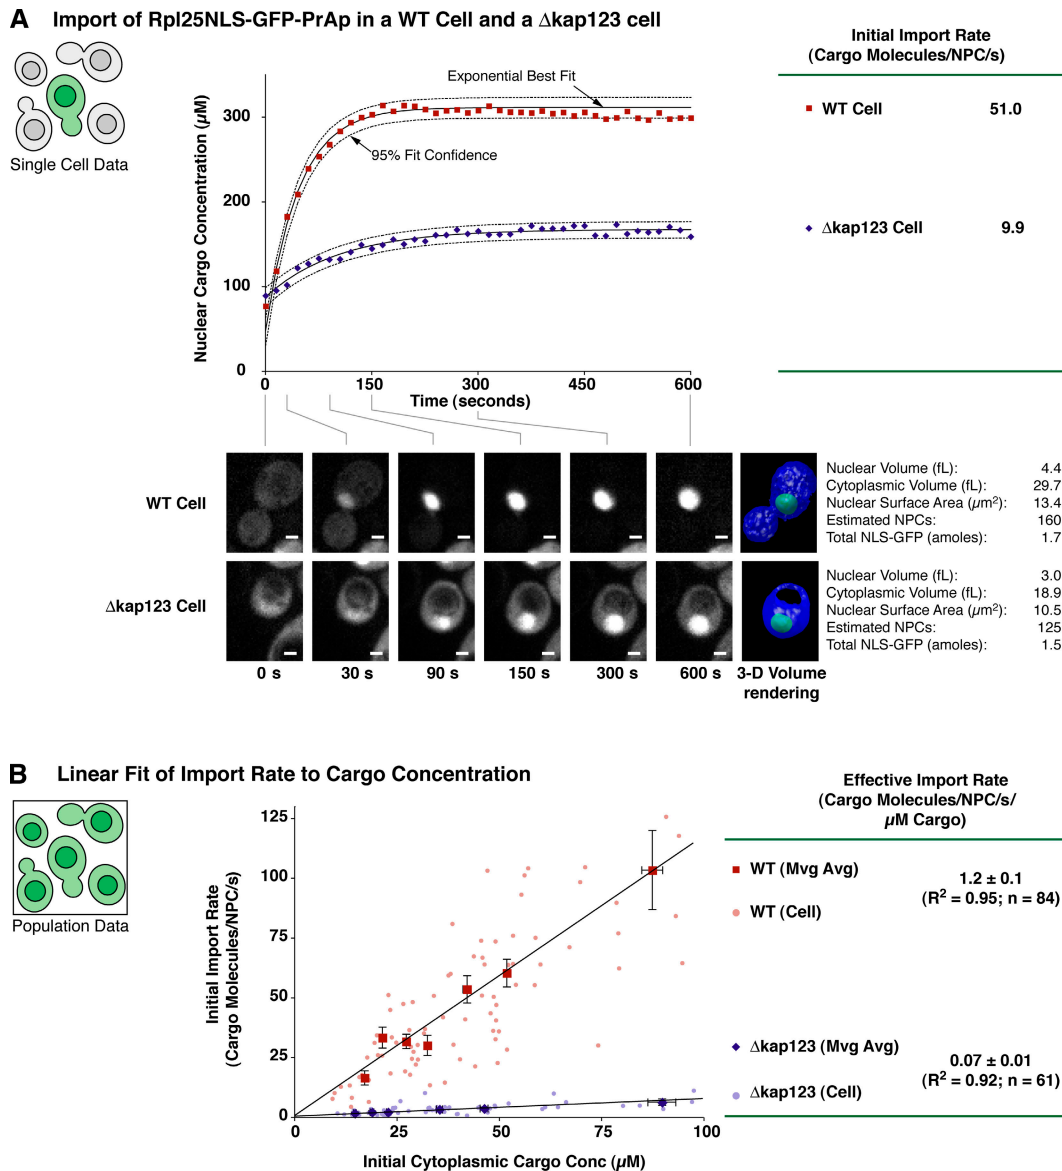 A Import of Rpl25NLS-GFP-PrAp in a WT Cell and a Δkap123 cell
Single Cell Data
Nuclear Cargo Concentration (µM)
300
200
100
0
Exponential Best Fit
95% Fit Confidence
0 150 300 450 600
Time (seconds)
Initial Import Rate
(Cargo Molecules/NPC/s)
WT Cell 51.0
Δkap123 Cell 9.9
WT Cell
Nuclear Volume (fL): 4.4
Cytoplasmic Volume (fL): 29.7
Nuclear Surface Area (µm²): 13.4
Estimated NPCs: 160
Total NLS-GFP (amoles): 1.7
Δkap123 Cell
Nuclear Volume (fL): 3.0
Cytoplasmic Volume (fL): 18.9
Nuclear Surface Area (µm²): 10.5
Estimated NPCs: 125
Total NLS-GFP (amoles): 1.5
0 s 30 s 90 s 150 s 300 s 600 s 3-D Volume
rendering
B Linear Fit of Import Rate to Cargo Concentration
Population Data
Initial Import Rate
(Cargo Molecules/NPC/s)
125
100
75
50
25
0
0 25 50 75 100
Initial Cytoplasmic Cargo Conc (µM)
Effective Import Rate
(Cargo Molecules/NPC/s/
µM Cargo)
WT (Mvg Avg)
WT (Cell)
1.2 ± 0.1
(R² = 0.95; n = 84)
Δkap123 (Mvg Avg)
Δkap123 (Cell)
0.07 ± 0.01
(R² = 0.92; n = 61)